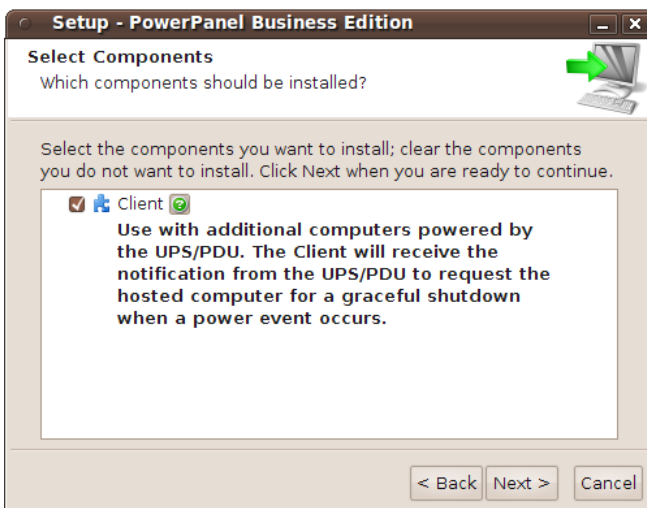 Setup - PowerPanel Business Edition
Select Components
Which components should be installed?
Select the components you want to install; clear the components
you do not want to install. Click Next when you are ready to continue.
Client
Use with additional computers powered by
the UPS/PDU. The Client will receive the
notification from the UPS/PDU to request the
hosted computer for a graceful shutdown
when a power event occurs.
< Back Next > Cancel